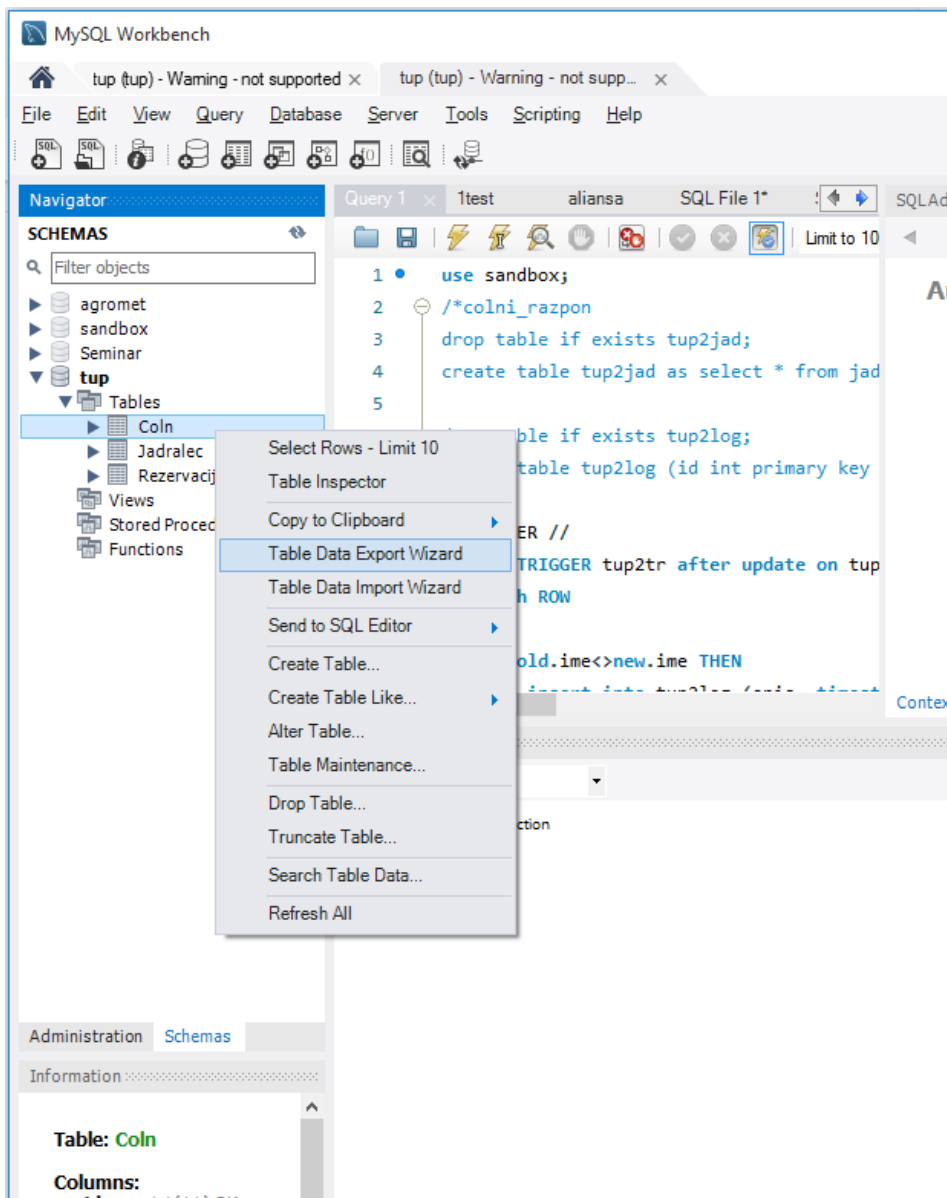 MySQL Workbench
tup (tup) - Warning - not supported × tup (tup) - Warning - not supp... ×
File Edit View Query Database Server Tools Scripting Help
Navigator
SCHEMAS
Filter objects
agromet
sandbox
Seminar
tup
Tables
Coln
Jadralec
Rezervacij
Views
Stored Proced
Functions
Select Rows - Limit 10
Table Inspector
Copy to Clipboard
Table Data Export Wizard
Table Data Import Wizard
Send to SQL Editor
Create Table...
Create Table Like...
Alter Table...
Table Maintenance...
Drop Table...
Truncate Table...
Search Table Data...
Refresh All
Query 1 × 1test aliansa SQL File 1*
Limit to 10
1 use sandbox;
2 /*colni_razpon
3 drop table if exists tup2jad;
4 create table tup2jad as select * from jad
5
ble if exists tup2log;
table tup2log (id int primary key
ER //
TRIGGER tup2tr after update on tup
h ROW
old.ime<>new.ime THEN
ction
SQLAd
Contex
Administration Schemas
Information
Table: Coln
Columns: